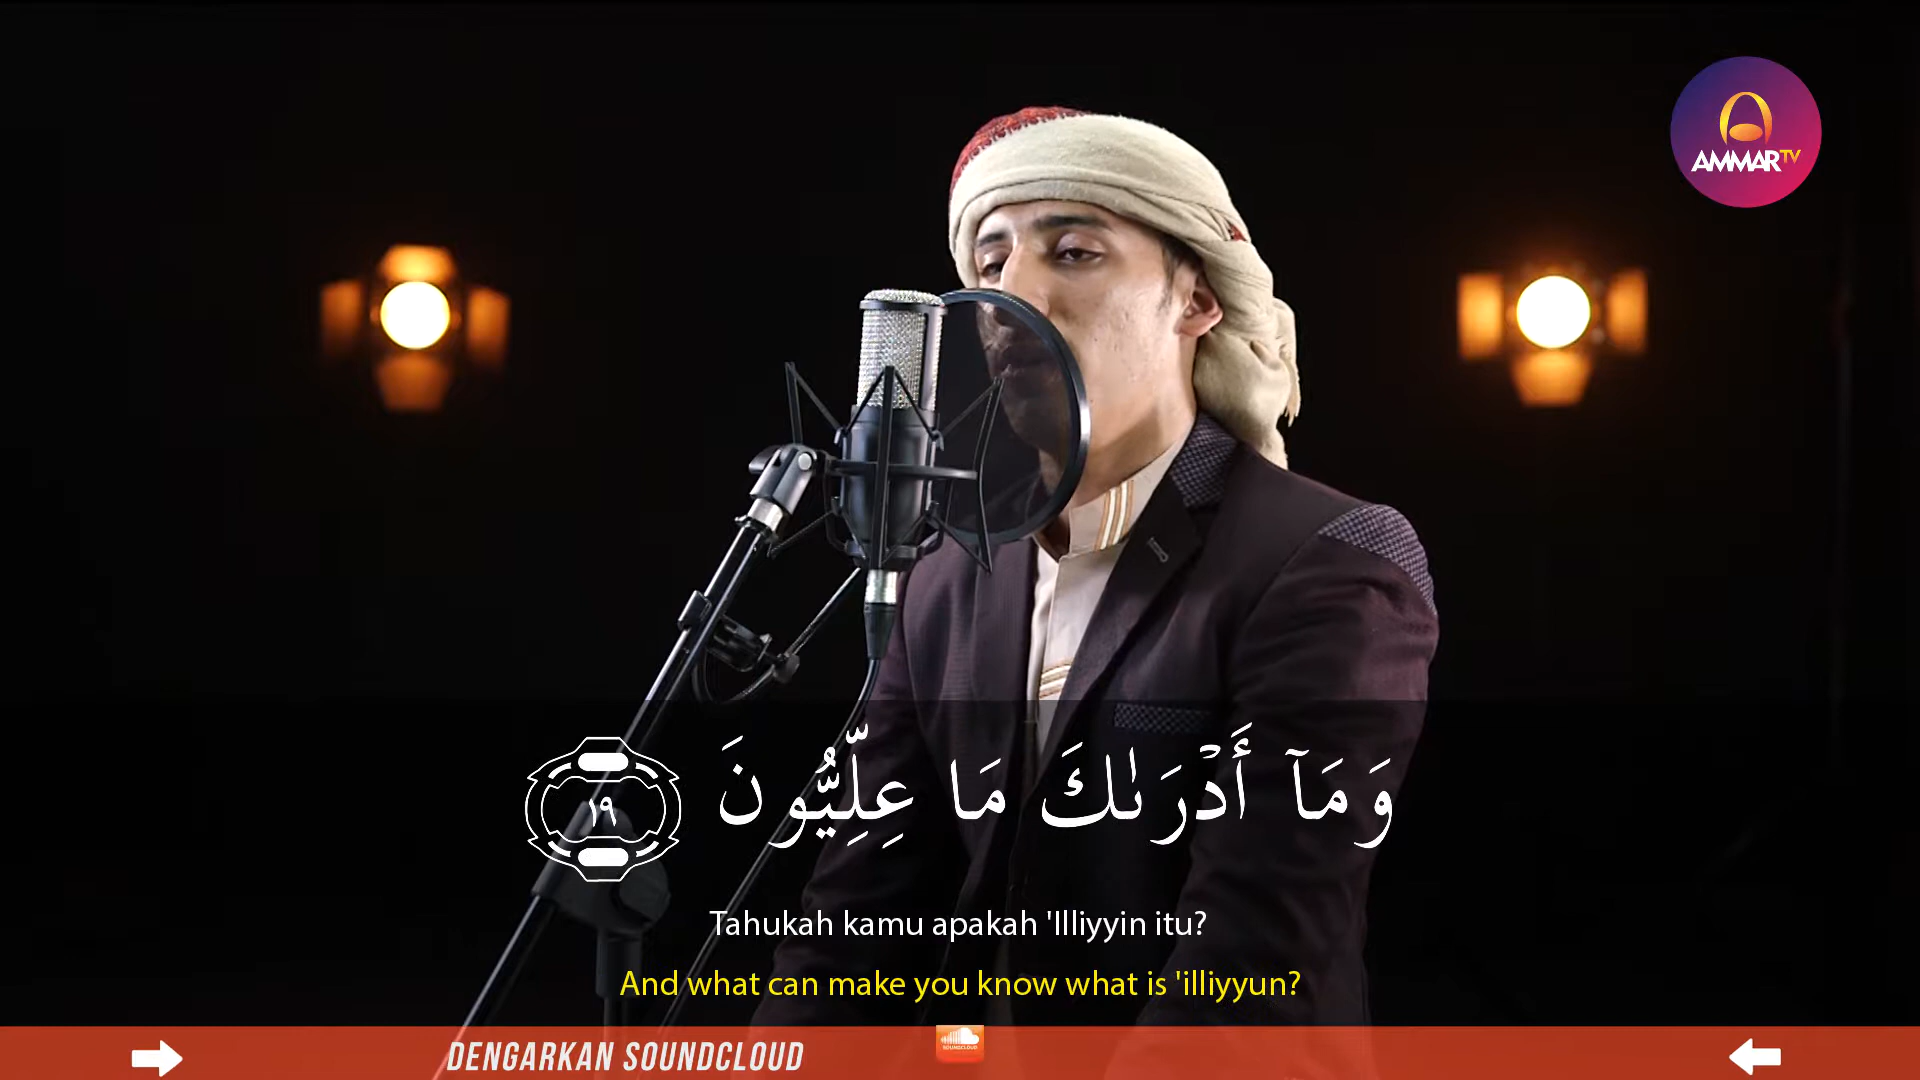 AMMARTV
وَمَآ أَدْرَىٰكَ مَا عِلِّيُّونَ ١٩
Tahukah kamu apakah 'Illiyyin itu?
And what can make you know what is 'illiyyun?
DENGARKAN SOUNDCLOUD
SOUNDCLOUD